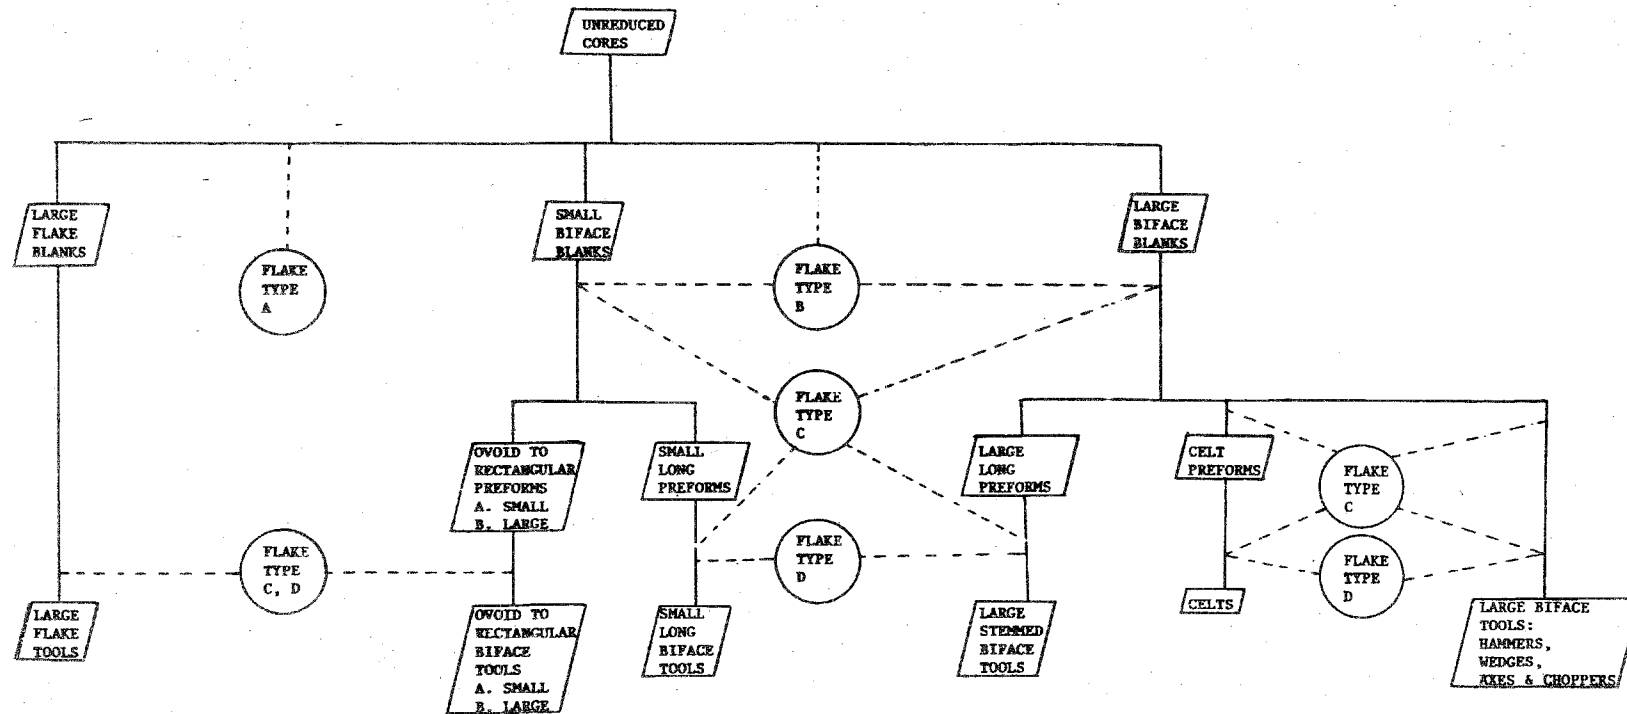 UNREDUCED
CORES
LARGE
FLAKE
BLANKS
FLAKE
TYPE
A
SMALL
BIFACE
BLANKS
FLAKE
TYPE
B
LARGE
BIFACE
BLANKS
FLAKE
TYPE
C
OVOID TO
RECTANGULAR
PREFORMS
A. SMALL
B. LARGE
SMALL
LONG
PREFORMS
LARGE
LONG
PREFORMS
CELT
PREFORMS
FLAKE
TYPE
C
FLAKE
TYPE
C, D
FLAKE
TYPE
D
FLAKE
TYPE
D
LARGE
FLAKE
TOOLS
OVOID TO
RECTANGULAR
BIFACE
TOOLS
A. SMALL
B. LARGE
SMALL
LONG
BIFACE
TOOLS
LARGE
STEMMED
BIFACE
TOOLS
CELTS
LARGE BIFACE
TOOLS:
HAMMERS,
WEDGES,
AXES & CHOPPERS